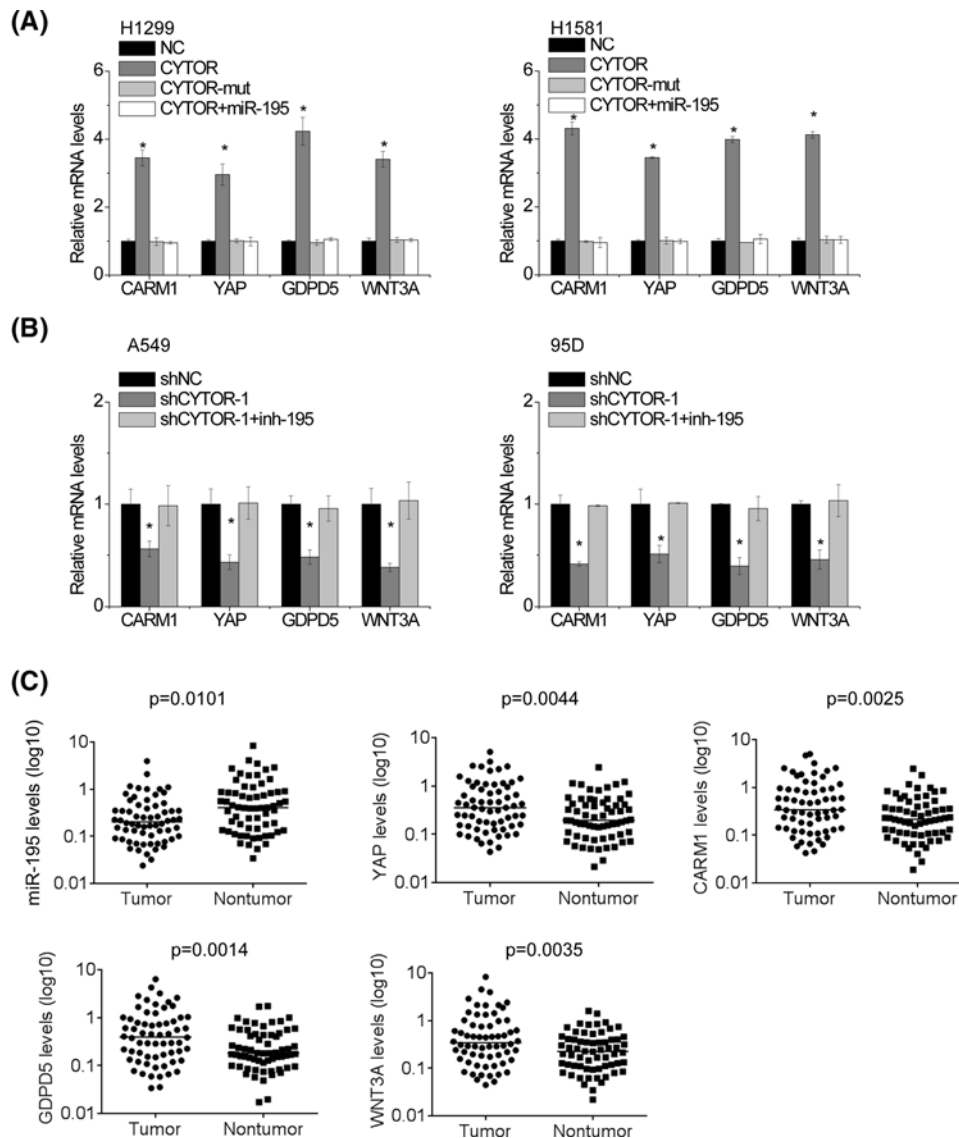 (A)
H1299
NC
CYTOR
CYTOR-mut
CYTOR+miR-195
Relative mRNA levels
6
4
2
0
* * * *
CARM1 YAP GDPD5 WNT3A
H1581
NC
CYTOR
CYTOR-mut
CYTOR+miR-195
Relative mRNA levels
6
4
2
0
* * * *
CARM1 YAP GDPD5 WNT3A
(B)
A549
shNC
shCYTOR-1
shCYTOR-1+inh-195
Relative mRNA levels
2
1
0
* * * *
CARM1 YAP GDPD5 WNT3A
95D
shNC
shCYTOR-1
shCYTOR-1+inh-195
Relative mRNA levels
2
1
0
* * * *
CARM1 YAP GDPD5 WNT3A
(C)
p=0.0101
miR-195 levels (log10)
10
1
0.1
0.01
Tumor Nontumor
p=0.0044
YAP levels (log10)
10
1
0.1
0.01
Tumor Nontumor
p=0.0025
CARM1 levels (log10)
10
1
0.1
0.01
Tumor Nontumor
p=0.0014
GDPD5 levels (log10)
10
1
0.1
0.01
Tumor Nontumor
p=0.0035
WNT3A levels (log10)
10
1
0.1
0.01
Tumor Nontumor